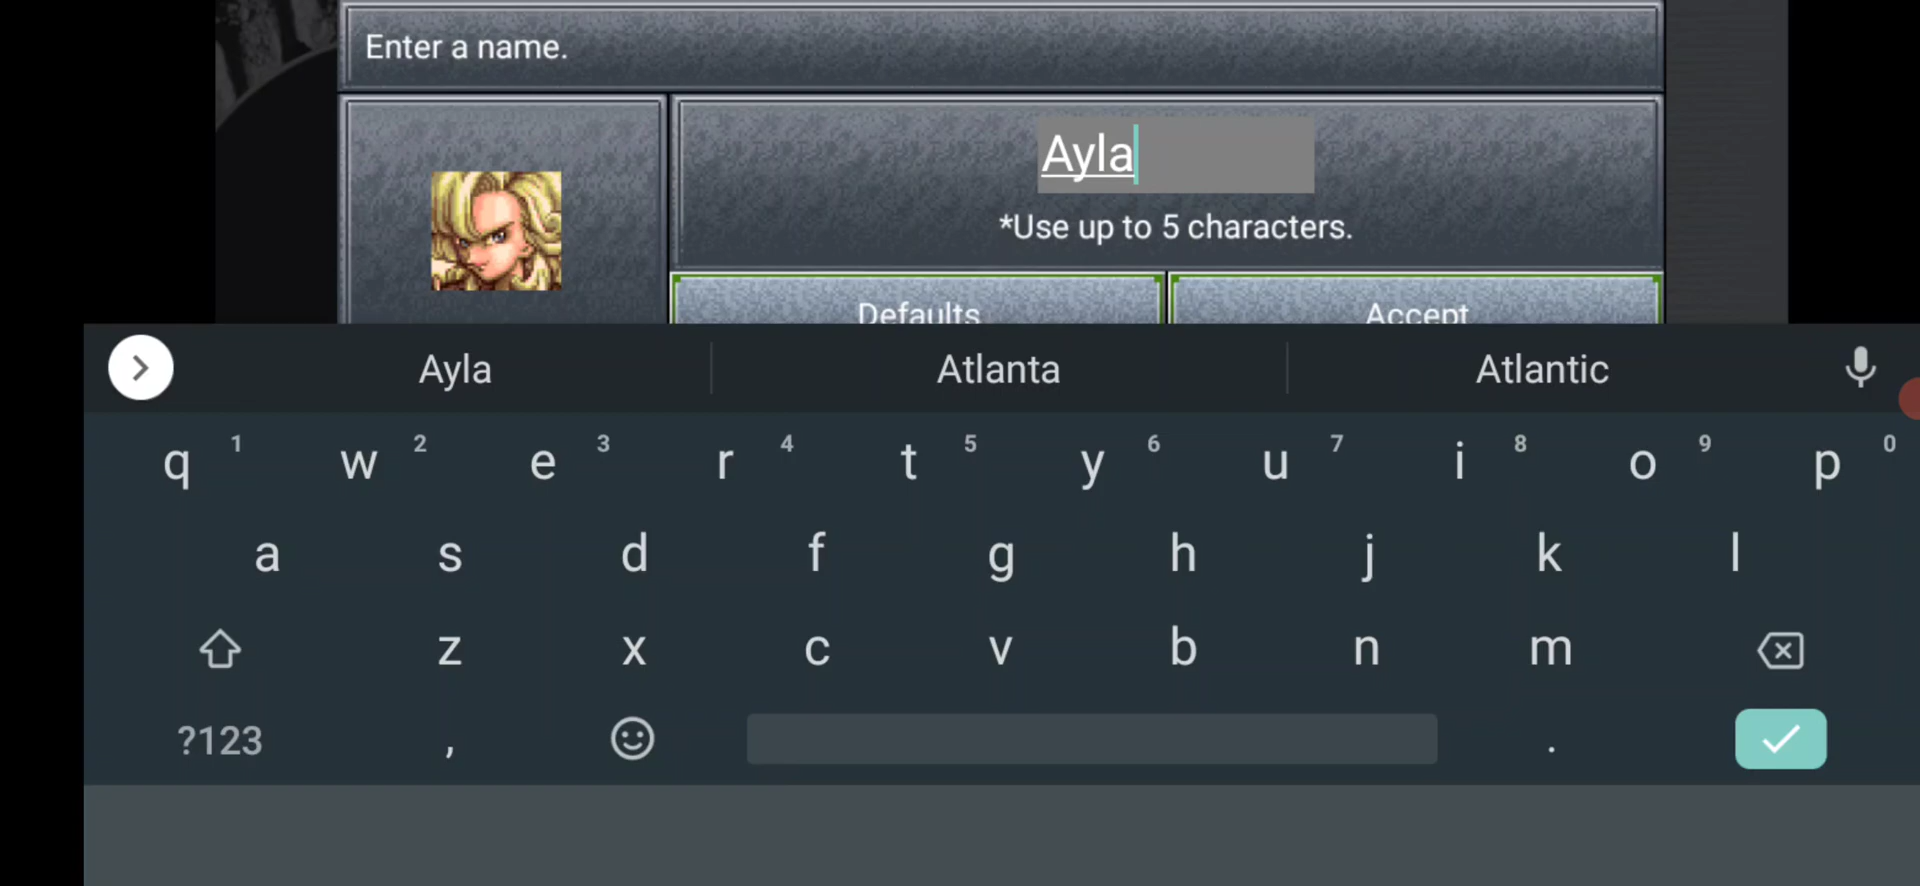 Enter a name.
Ayla
*Use up to 5 characters.
Defaults Accept
Ayla Atlanta Atlantic
q 1 w 2 e 3 r 4 t 5 y 6 u 7 i 8 o 9 p 0
a s d f g h j k l
z x c v b n m
?123 , .